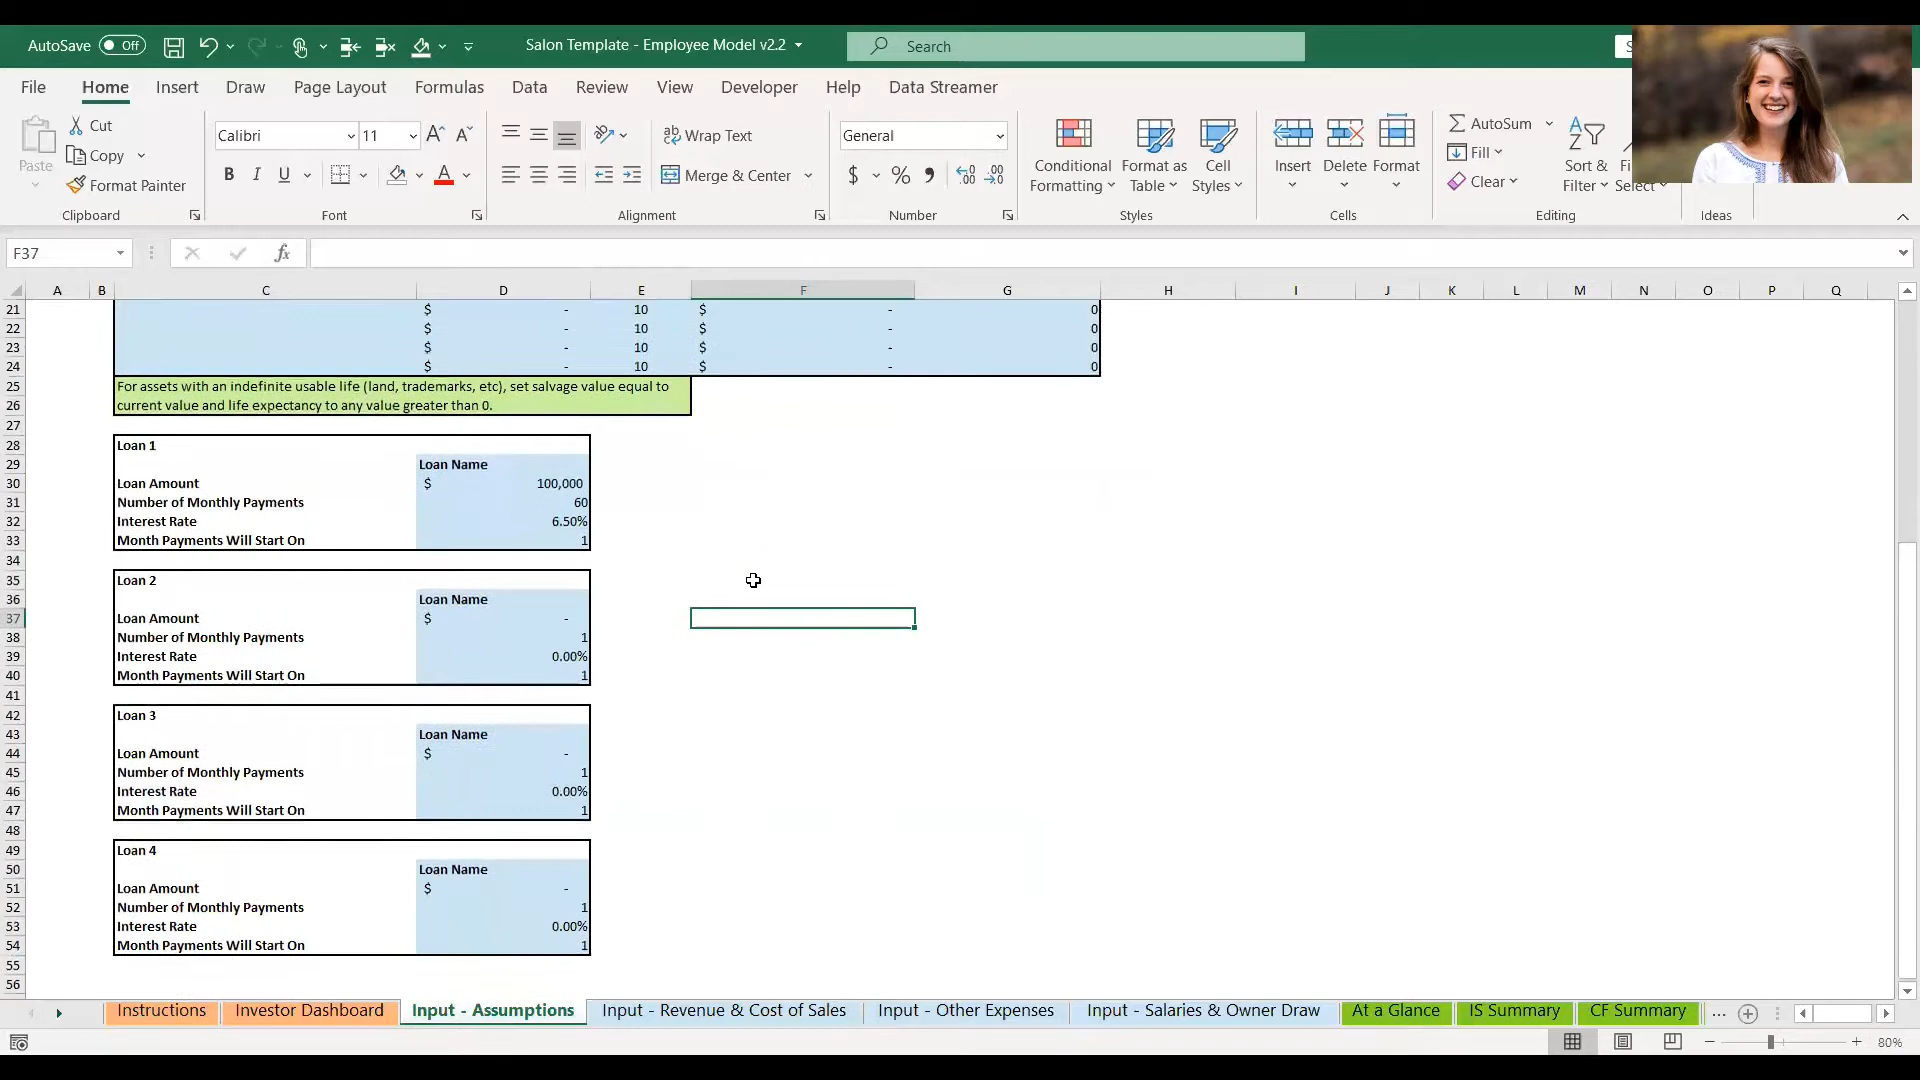 AutoSave Off
Salon Template - Employee Model v2.2
Search
File Home Insert Draw Page Layout Formulas Data Review View Developer Help Data Streamer
Paste
Cut
Copy
Format Painter
Clipboard
Calibri 11
B I U
Font
Wrap Text
Merge & Center
Alignment
General
$ %
Number
Conditional Formatting
Format as Table
Cell Styles
Styles
Insert Delete Format
Cells
AutoSum
Fill
Clear
Sort & Filter
Select
Editing
Ideas
F37
fx
A B C D E F G H I J K L M N O P Q
21 $ - 10 $ - 0
22 $ - 10 $ - 0
23 $ - 10 $ - 0
24 $ - 10 $ - 0
25 For assets with an indefinite usable life (land, trademarks, etc), set salvage value equal to
26 current value and life expectancy to any value greater than 0.
27
28 Loan 1
29 Loan Name
30 Loan Amount $ 100,000
31 Number of Monthly Payments 60
32 Interest Rate 6.50%
33 Month Payments Will Start On 1
34
35 Loan 2
36 Loan Name
37 Loan Amount $ -
38 Number of Monthly Payments 1
39 Interest Rate 0.00%
40 Month Payments Will Start On 1
41
42 Loan 3
43 Loan Name
44 Loan Amount $ -
45 Number of Monthly Payments 1
46 Interest Rate 0.00%
47 Month Payments Will Start On 1
48
49 Loan 4
50 Loan Name
51 Loan Amount $ -
52 Number of Monthly Payments 1
53 Interest Rate 0.00%
54 Month Payments Will Start On 1
55
56
Instructions Investor Dashboard Input - Assumptions Input - Revenue & Cost of Sales Input - Other Expenses Input - Salaries & Owner Draw At a Glance IS Summary CF Summary ...
80%